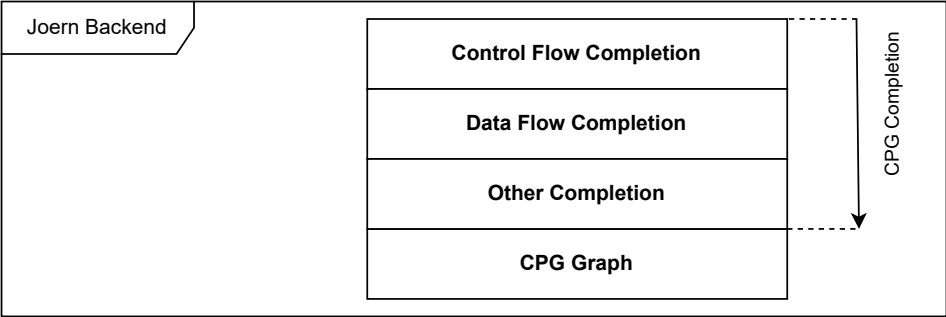 Joern Backend
Control Flow Completion
Data Flow Completion
Other Completion
CPG Graph
CPG Completion